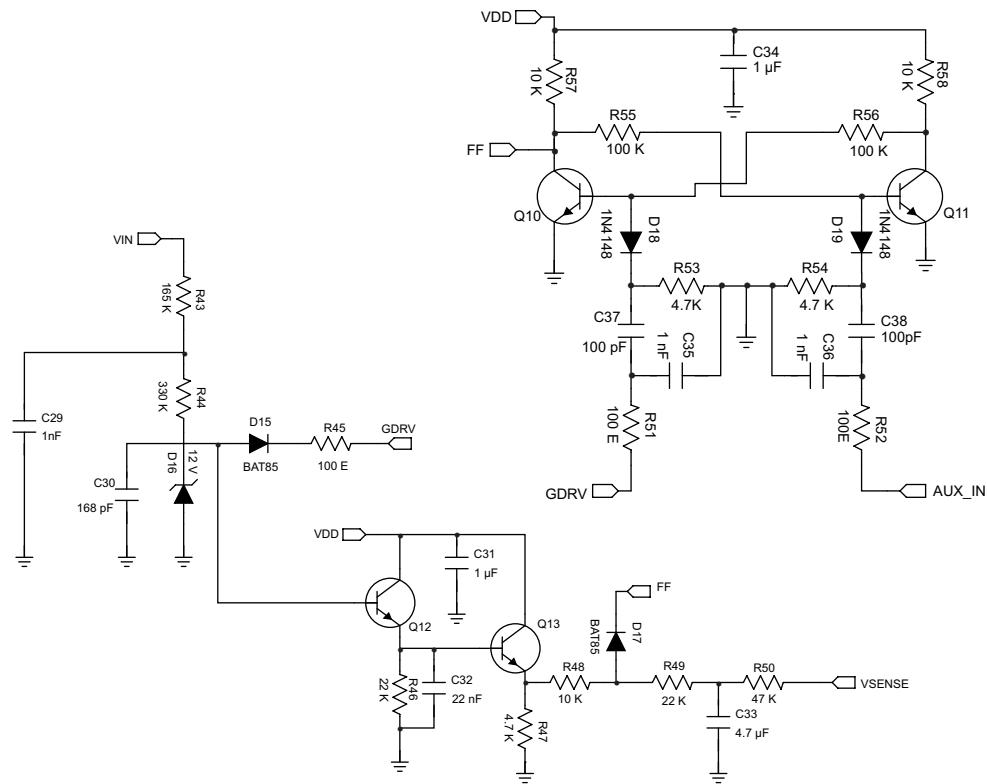 VDD
C34
1 µF
R57
10 K
R58
10 K
R55
100 K
R56
100 K
FF
Q10
Q11
D18
1N4148
D19
1N4148
VIN
R43
165 K
R53
4.7K
R54
4.7 K
C37
100 pF
C35
1 nF
C36
1 nF
C38
100pF
R44
330 K
C29
1nF
R51
100 E
R52
100E
D15
BAT85
R45
100 E
GDRV
D16
12 V
C30
168 pF
GDRV
AUX_IN
VDD
C31
1 µF
Q12
Q13
FF
D17
BAT85
R46
22 K
C32
22 nF
R48
10 K
R49
22 K
R50
47 K
VSENSE
R47
4.7 K
C33
4.7 µF